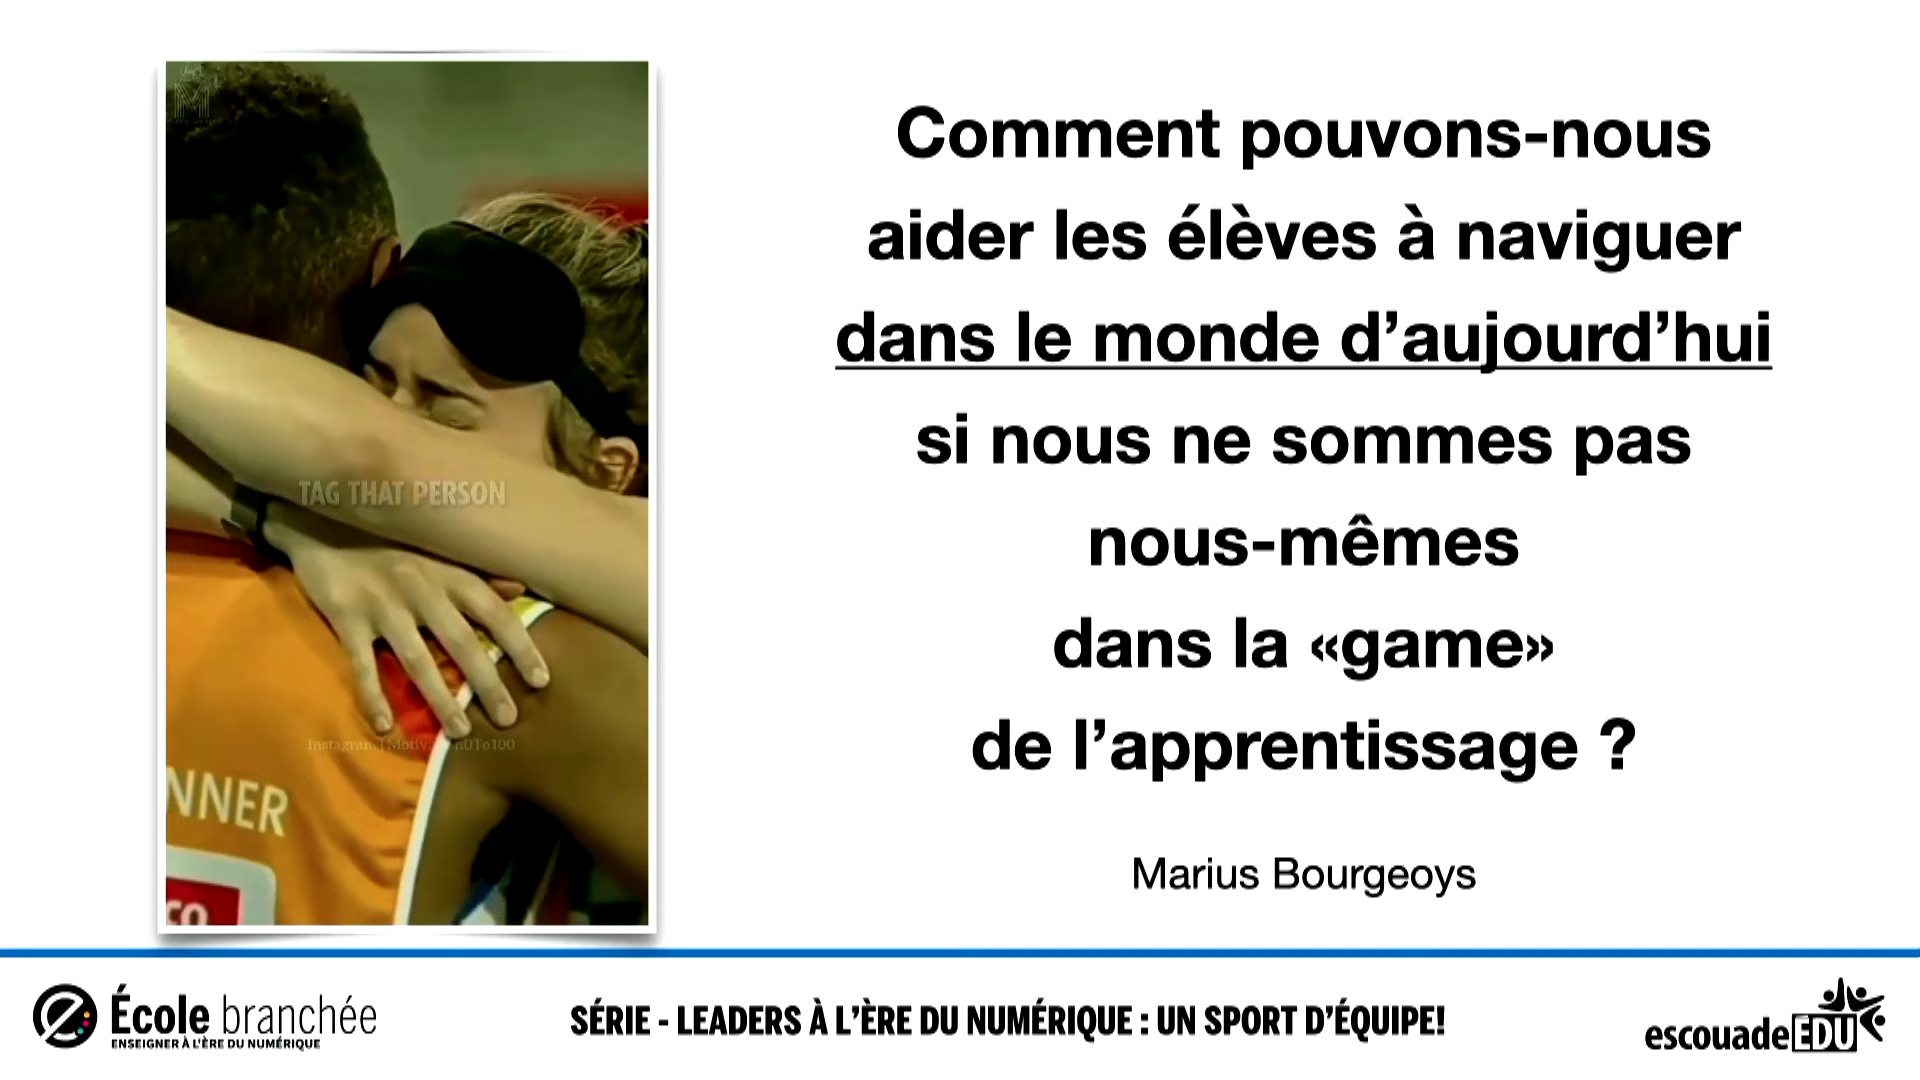 Comment pouvons-nous
aider les élèves à naviguer
dans le monde d’aujourd’hui
si nous ne sommes pas
nous-mêmes
dans la «game»
de l’apprentissage ?
Marius Bourgeoys
TAG THAT PERSON
NNER
co
École branchée
ENSEIGNER À L'ÈRE DU NUMÉRIQUE
SÉRIE - LEADERS À L’ÈRE DU NUMÉRIQUE : UN SPORT D’ÉQUIPE!
escouadeEDU